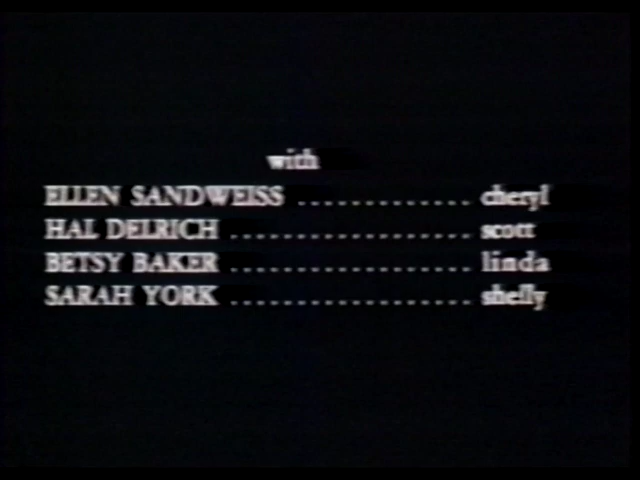 with
ELLEN SANDWEISS .............. cheryl
HAL DELRICH .................... scott
BETSY BAKER .................... linda
SARAH YORK .................... shelly